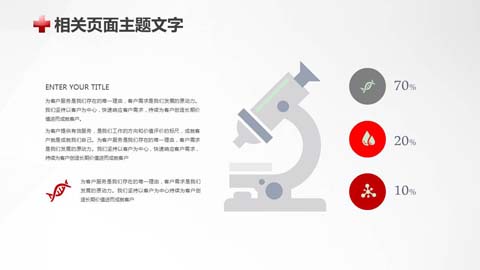 相关页面主题文字
ENTER YOUR TITLE
为客户服务是我们存在的唯一理由，客户需求是我们发展的原动力。
我们坚持以客户为中心，快速响应客户需求，持续为客户创造长期价
值进而成就客户
为客户提供有效服务，是我们工作的方向和价值评价的标尺，成就客
户就是成就我们自己。为客户服务是我们存在的唯一理由，客户需求
是我们发展的原动力。我们坚持以客户为中心，快速响应客户需求，
持续为客户创造长期价值进而成就客户
为客户服务是我们存在的唯一理由，客户需求是我们
发展的原动力。我们坚持以客户为中心持续为客户创
造长期价值进而成就客户
70%
20%
10%